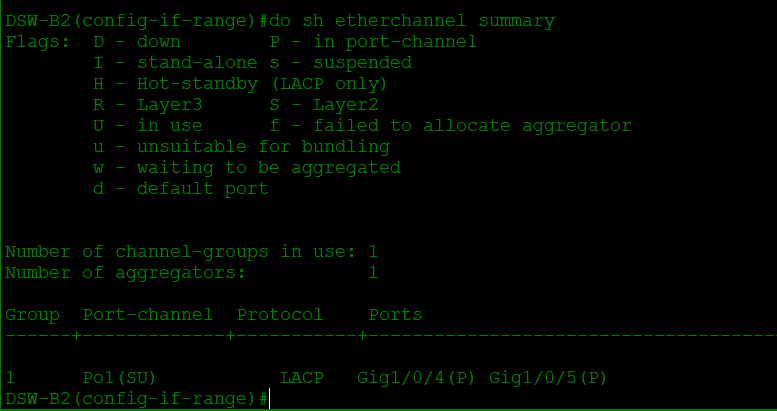 DSW-B2(config-if-range)#do sh etherchannel summary
Flags:  D - down        P - in port-channel
        I - stand-alone s - suspended
        H - Hot-standby (LACP only)
        R - Layer3      S - Layer2
        U - in use      f - failed to allocate aggregator
        u - unsuitable for bundling
        w - waiting to be aggregated
        d - default port
Number of channel-groups in use: 1
Number of aggregators:           1
Group  Port-channel  Protocol    Ports
------+-------------+-----------+--------------------------------------
1      Po1(SU)           LACP   Gig1/0/4(P) Gig1/0/5(P)
DSW-B2(config-if-range)#